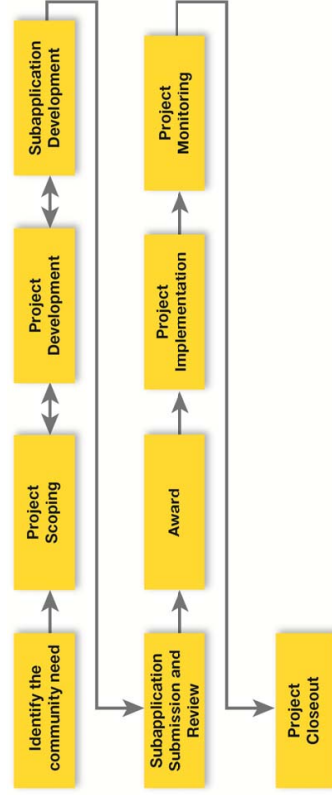 Identify the
community need
Project
Scoping
Project
Development
Subapplication
Development
Subapplication
Submission and
Review
Award
Project
Implementation
Project
Monitoring
Project
Closeout